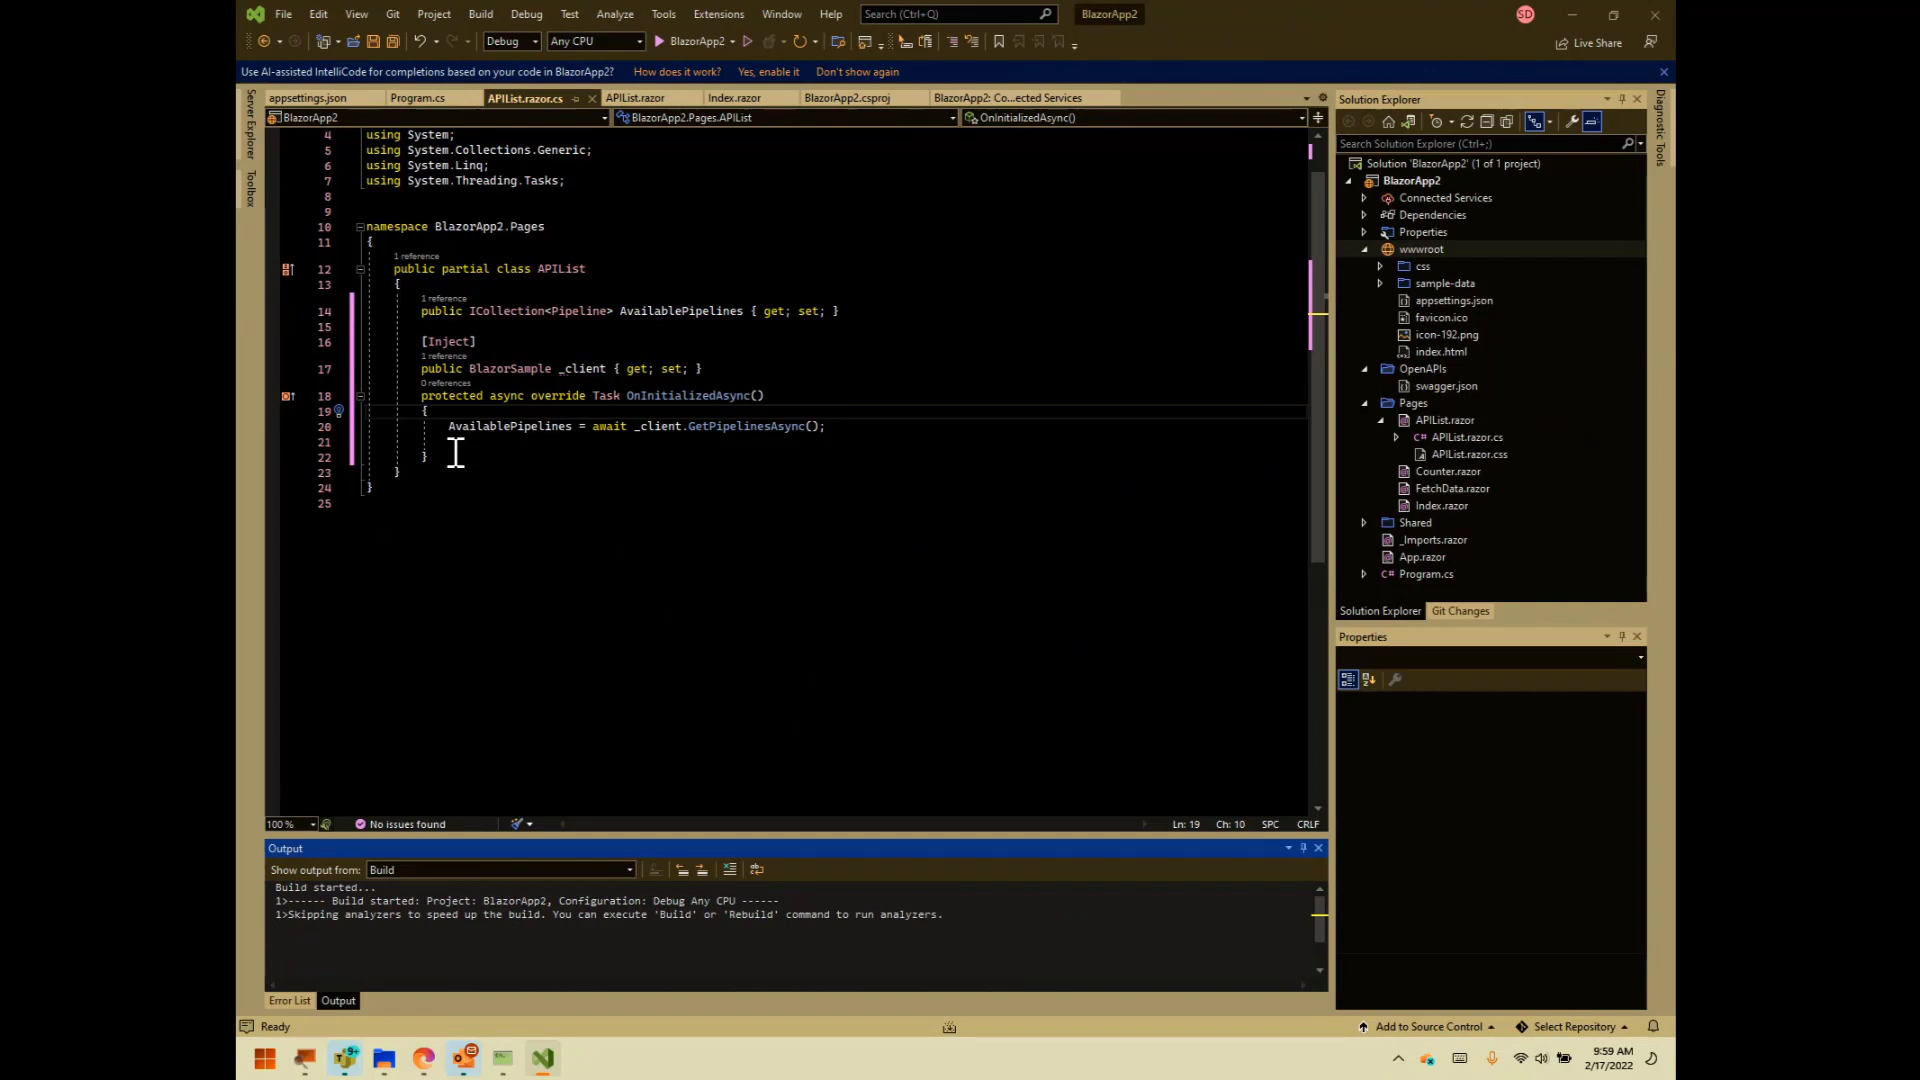 File Edit View Git Project Build Debug Test Analyze Tools Extensions Window Help Search (Ctrl+Q) BlazorApp2 SD
Debug Any CPU BlazorApp2 Live Share
Use AI-assisted IntelliCode for completions based on your code in BlazorApp2? How does it work? Yes, enable it Don't show again
Server Explorer
Toolbox
appsettings.json Program.cs APIList.razor.cs APIList.razor Index.razor BlazorApp2.csproj BlazorApp2: Co...ected Services
BlazorApp2 BlazorApp2.Pages.APIList OnInitializedAsync()
4 using System;
5 using System.Collections.Generic;
6 using System.Linq;
7 using System.Threading.Tasks;
8
9
10 namespace BlazorApp2.Pages
11 {
1 reference
12 public partial class APIList
13 {
1 reference
14 public ICollection<Pipeline> AvailablePipelines { get; set; }
15
16 [Inject]
1 reference
17 public BlazorSample _client { get; set; }
0 references
18 protected async override Task OnInitializedAsync()
19 {
20 AvailablePipelines = await _client.GetPipelinesAsync();
21
22 }
23 }
24 }
25
100 % No issues found Ln: 19 Ch: 10 SPC CRLF
Output
Show output from: Build
Build started...
1>------ Build started: Project: BlazorApp2, Configuration: Debug Any CPU ------
1>Skipping analyzers to speed up the build. You can execute 'Build' or 'Rebuild' command to run analyzers.
Error List Output
Solution Explorer
Search Solution Explorer (Ctrl+;)
Solution 'BlazorApp2' (1 of 1 project)
BlazorApp2
Connected Services
Dependencies
Properties
wwwroot
css
sample-data
appsettings.json
favicon.ico
icon-192.png
index.html
OpenAPIs
swagger.json
Pages
APIList.razor
C# APIList.razor.cs
APIList.razor.css
Counter.razor
FetchData.razor
Index.razor
Shared
_Imports.razor
App.razor
C# Program.cs
Solution Explorer Git Changes
Properties
Diagnostic Tools
Ready Add to Source Control Select Repository
9+
9:59 AM
2/17/2022